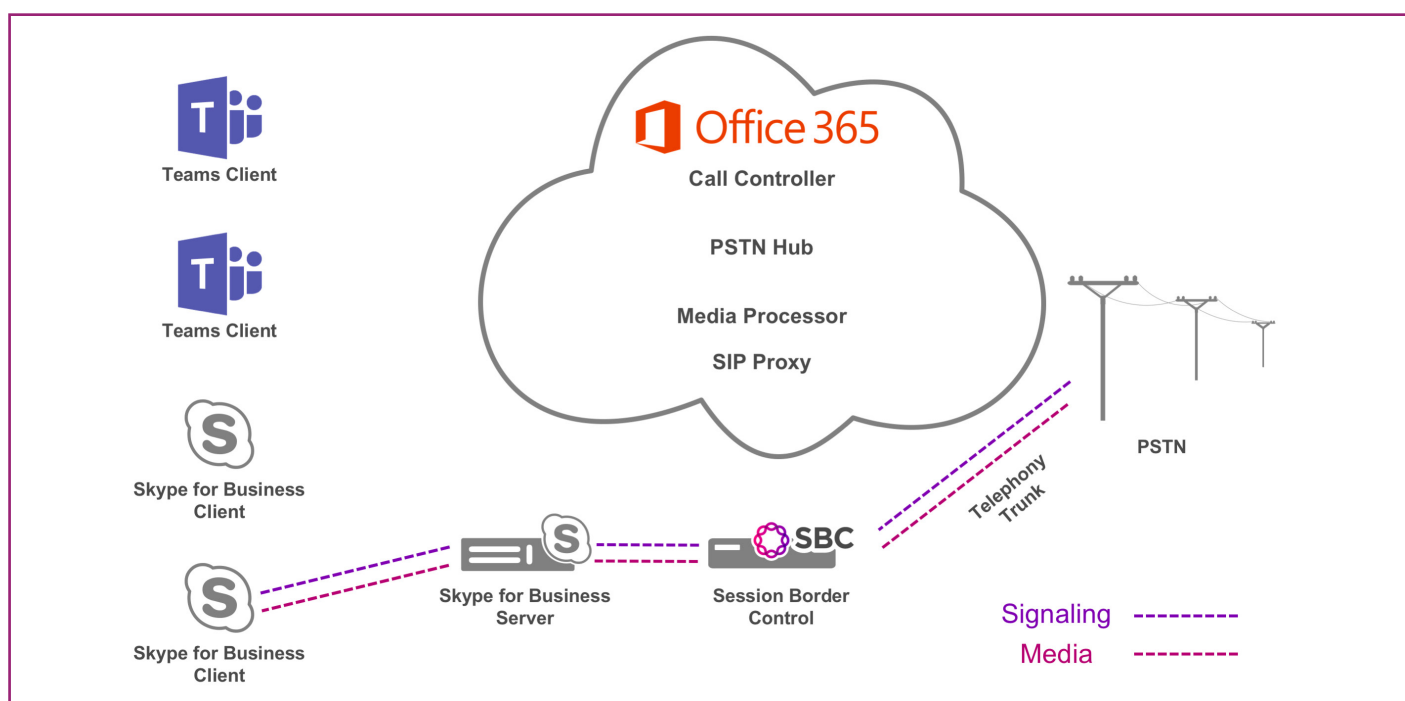 T
Teams Client
T
Teams Client
S
Skype for Business
Client
S
Skype for Business
Client
Office 365
Call Controller
PSTN Hub
Media Processor
SIP Proxy
S
Skype for Business
Server
SBC
Session Border
Control
Telephony
Trunk
PSTN
Signaling
Media